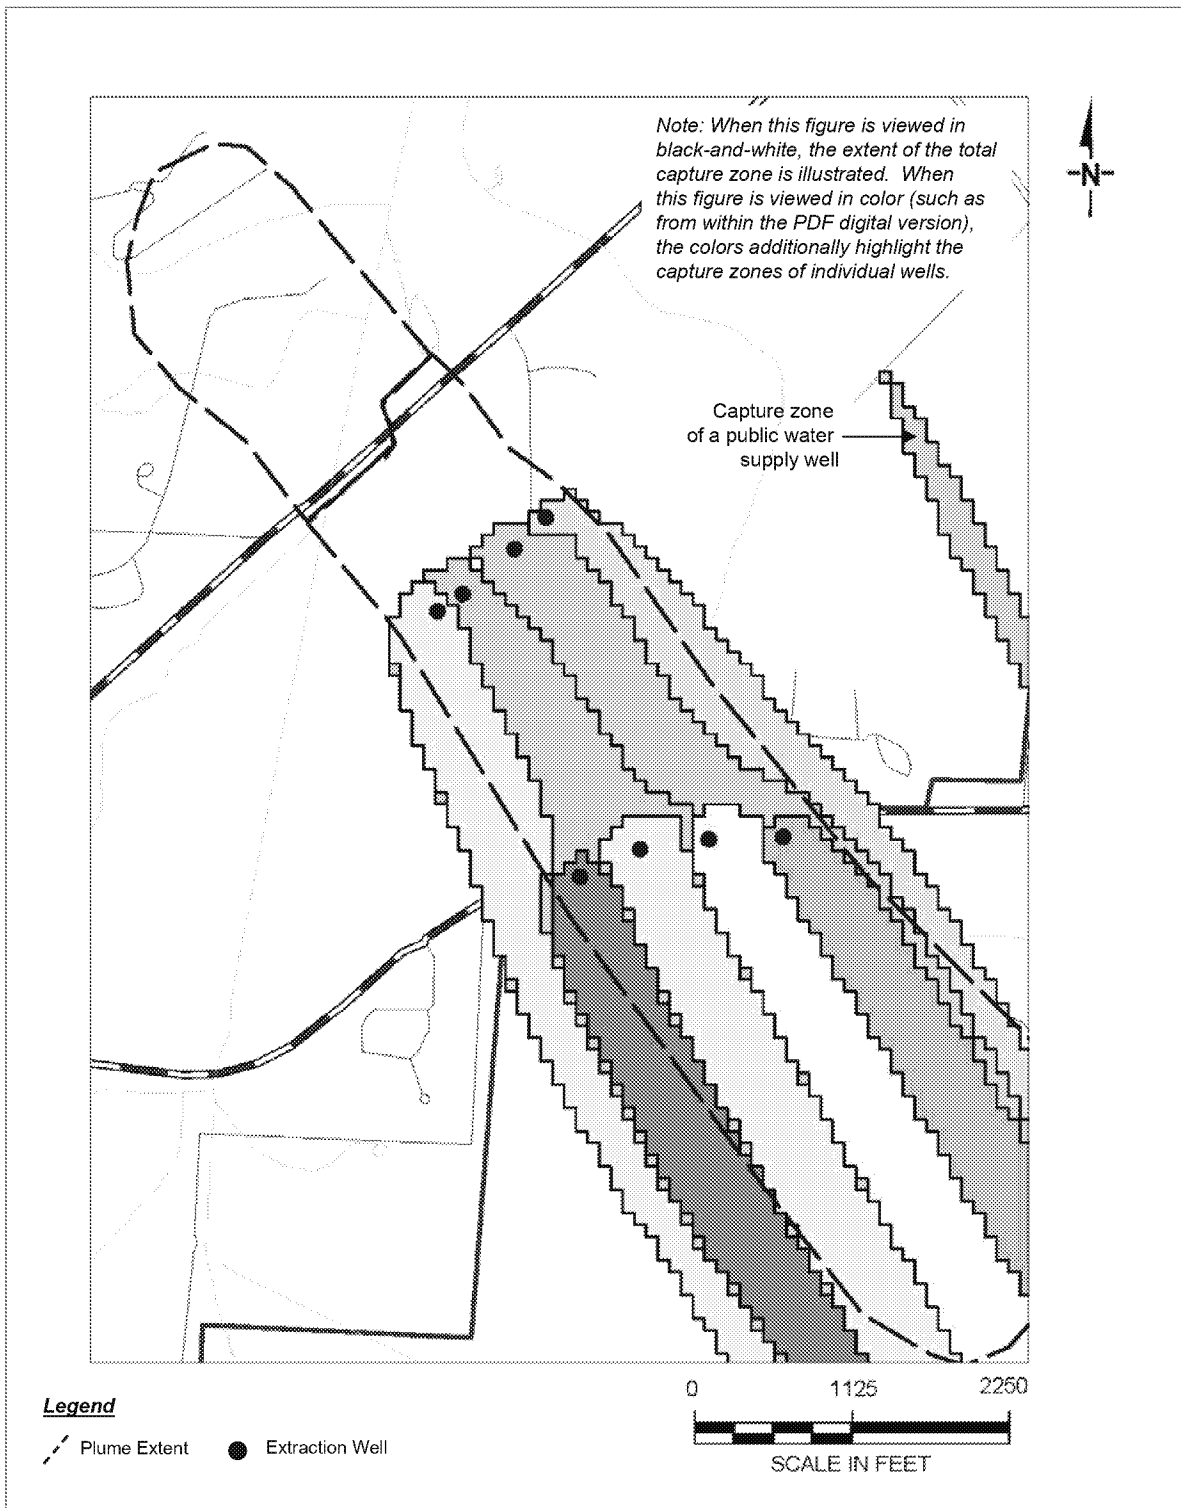 Note: When this figure is viewed in
black-and-white, the extent of the total
capture zone is illustrated.  When
this figure is viewed in color (such as
from within the PDF digital version),
the colors additionally highlight the
capture zones of individual wells.
N
Capture zone
of a public water
supply well
0 1125 2250
SCALE IN FEET
Legend
Plume Extent
Extraction Well